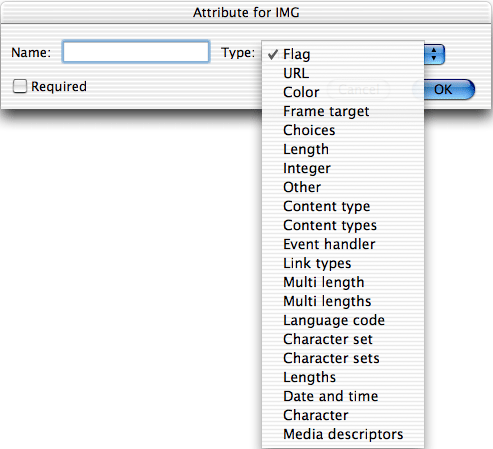 Attribute for IMG
Name: Type: ✓ Flag
URL
Color
Required Cancel OK
Frame target
Choices
Length
Integer
Other
Content type
Content types
Event handler
Link types
Multi length
Multi lengths
Language code
Character set
Character sets
Lengths
Date and time
Character
Media descriptors